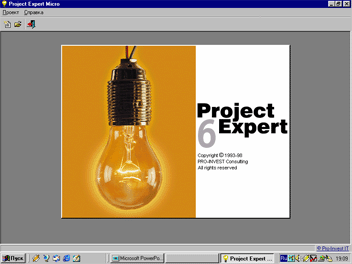 Project Expert Micro
Проект Справка
Project
6 Expert
Copyright © 1993-98
PRO-INVEST Consulting
All rights reserved
© Pro-Invest IT
Пуск
Microsoft PowerPo...
Project Expert ...
Ru
19:09